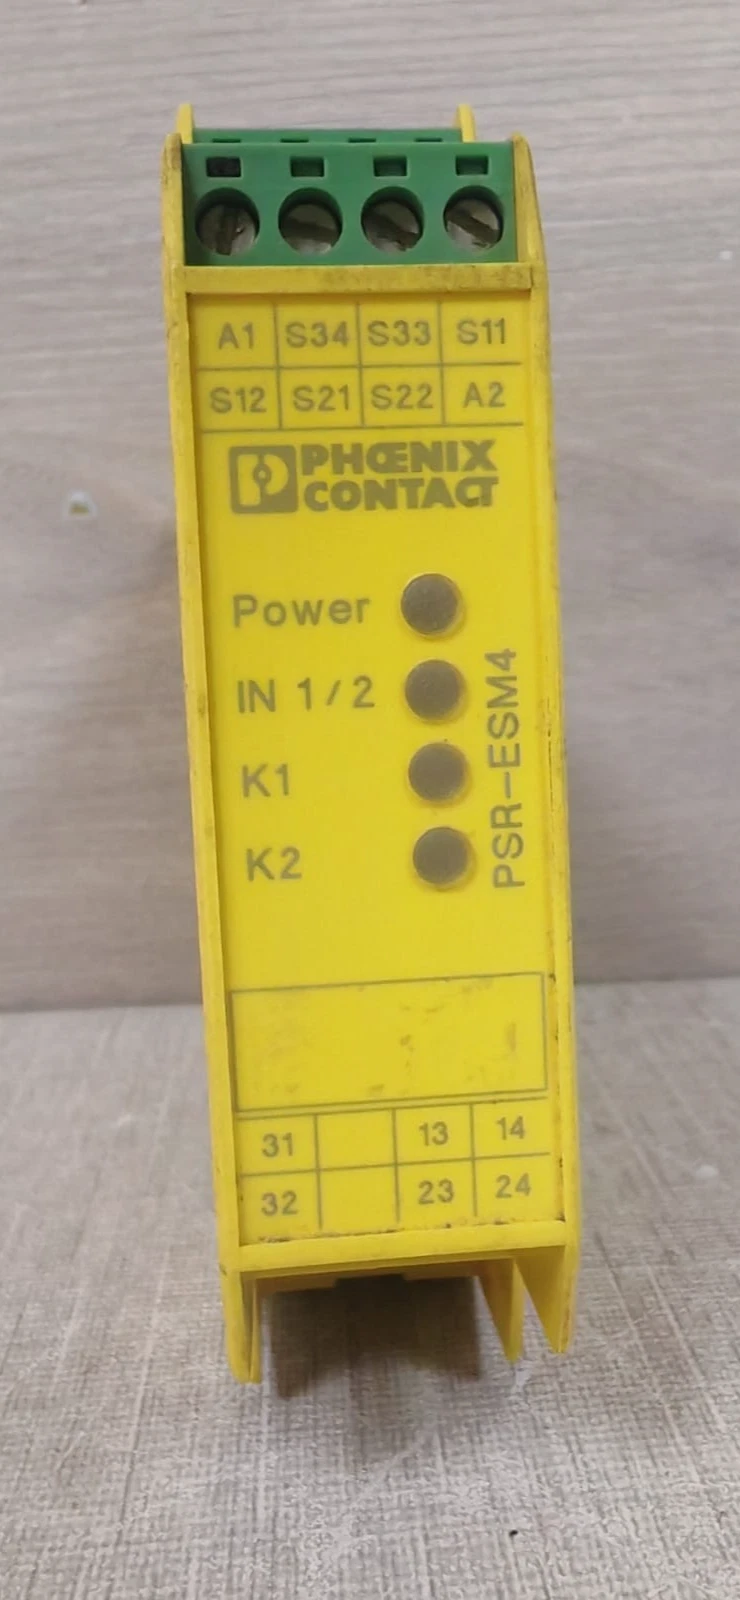 A1 S34 S33 S11
S12 S21 S22 A2
PHŒNIX
CONTACT
Power
IN 1/2
K1
K2
PSR-ESM4
31 13 14
32 23 24